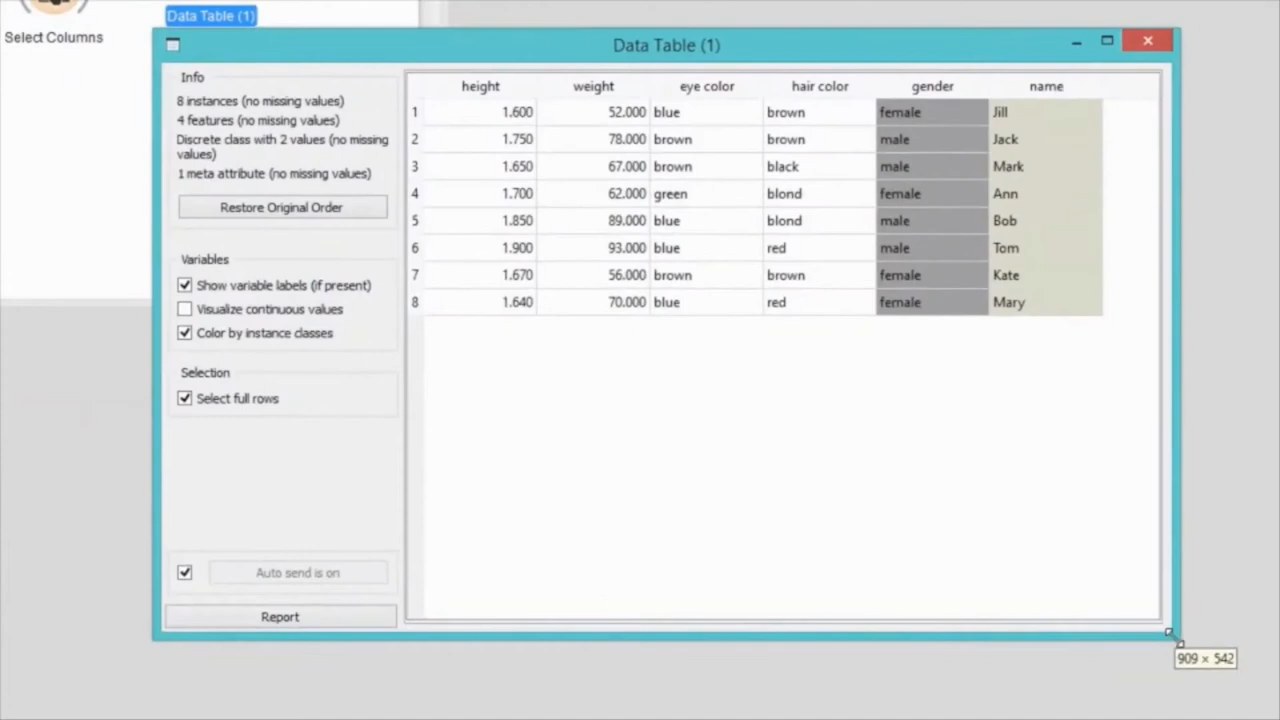 Data Table (1)
Select Columns
Data Table (1)
Info
8 instances (no missing values)
4 features (no missing values)
Discrete class with 2 values (no missing
values)
1 meta attribute (no missing values)
Restore Original Order
Variables
Show variable labels (if present)
Visualize continuous values
Color by instance classes
Selection
Select full rows
Auto send is on
Report
height weight eye color hair color gender name
1 1.600 52.000 blue brown female Jill
2 1.750 78.000 brown brown male Jack
3 1.650 67.000 brown black male Mark
4 1.700 62.000 green blond female Ann
5 1.850 89.000 blue blond male Bob
6 1.900 93.000 blue red male Tom
7 1.670 56.000 brown brown female Kate
8 1.640 70.000 blue red female Mary
909 × 542